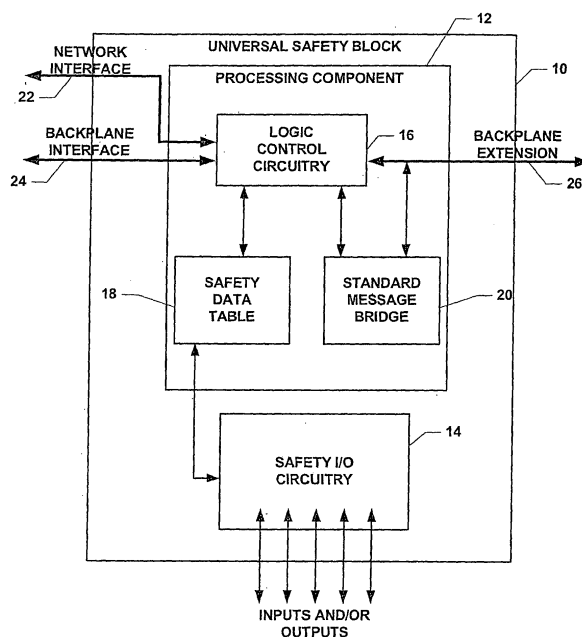 12
UNIVERSAL SAFETY BLOCK
NETWORK
INTERFACE
22
PROCESSING COMPONENT
10
LOGIC
CONTROL
CIRCUITRY
16
BACKPLANE
INTERFACE
24
BACKPLANE
EXTENSION
26
18
SAFETY
DATA
TABLE
STANDARD
MESSAGE
BRIDGE
20
14
SAFETY I/O
CIRCUITRY
INPUTS AND/OR
OUTPUTS